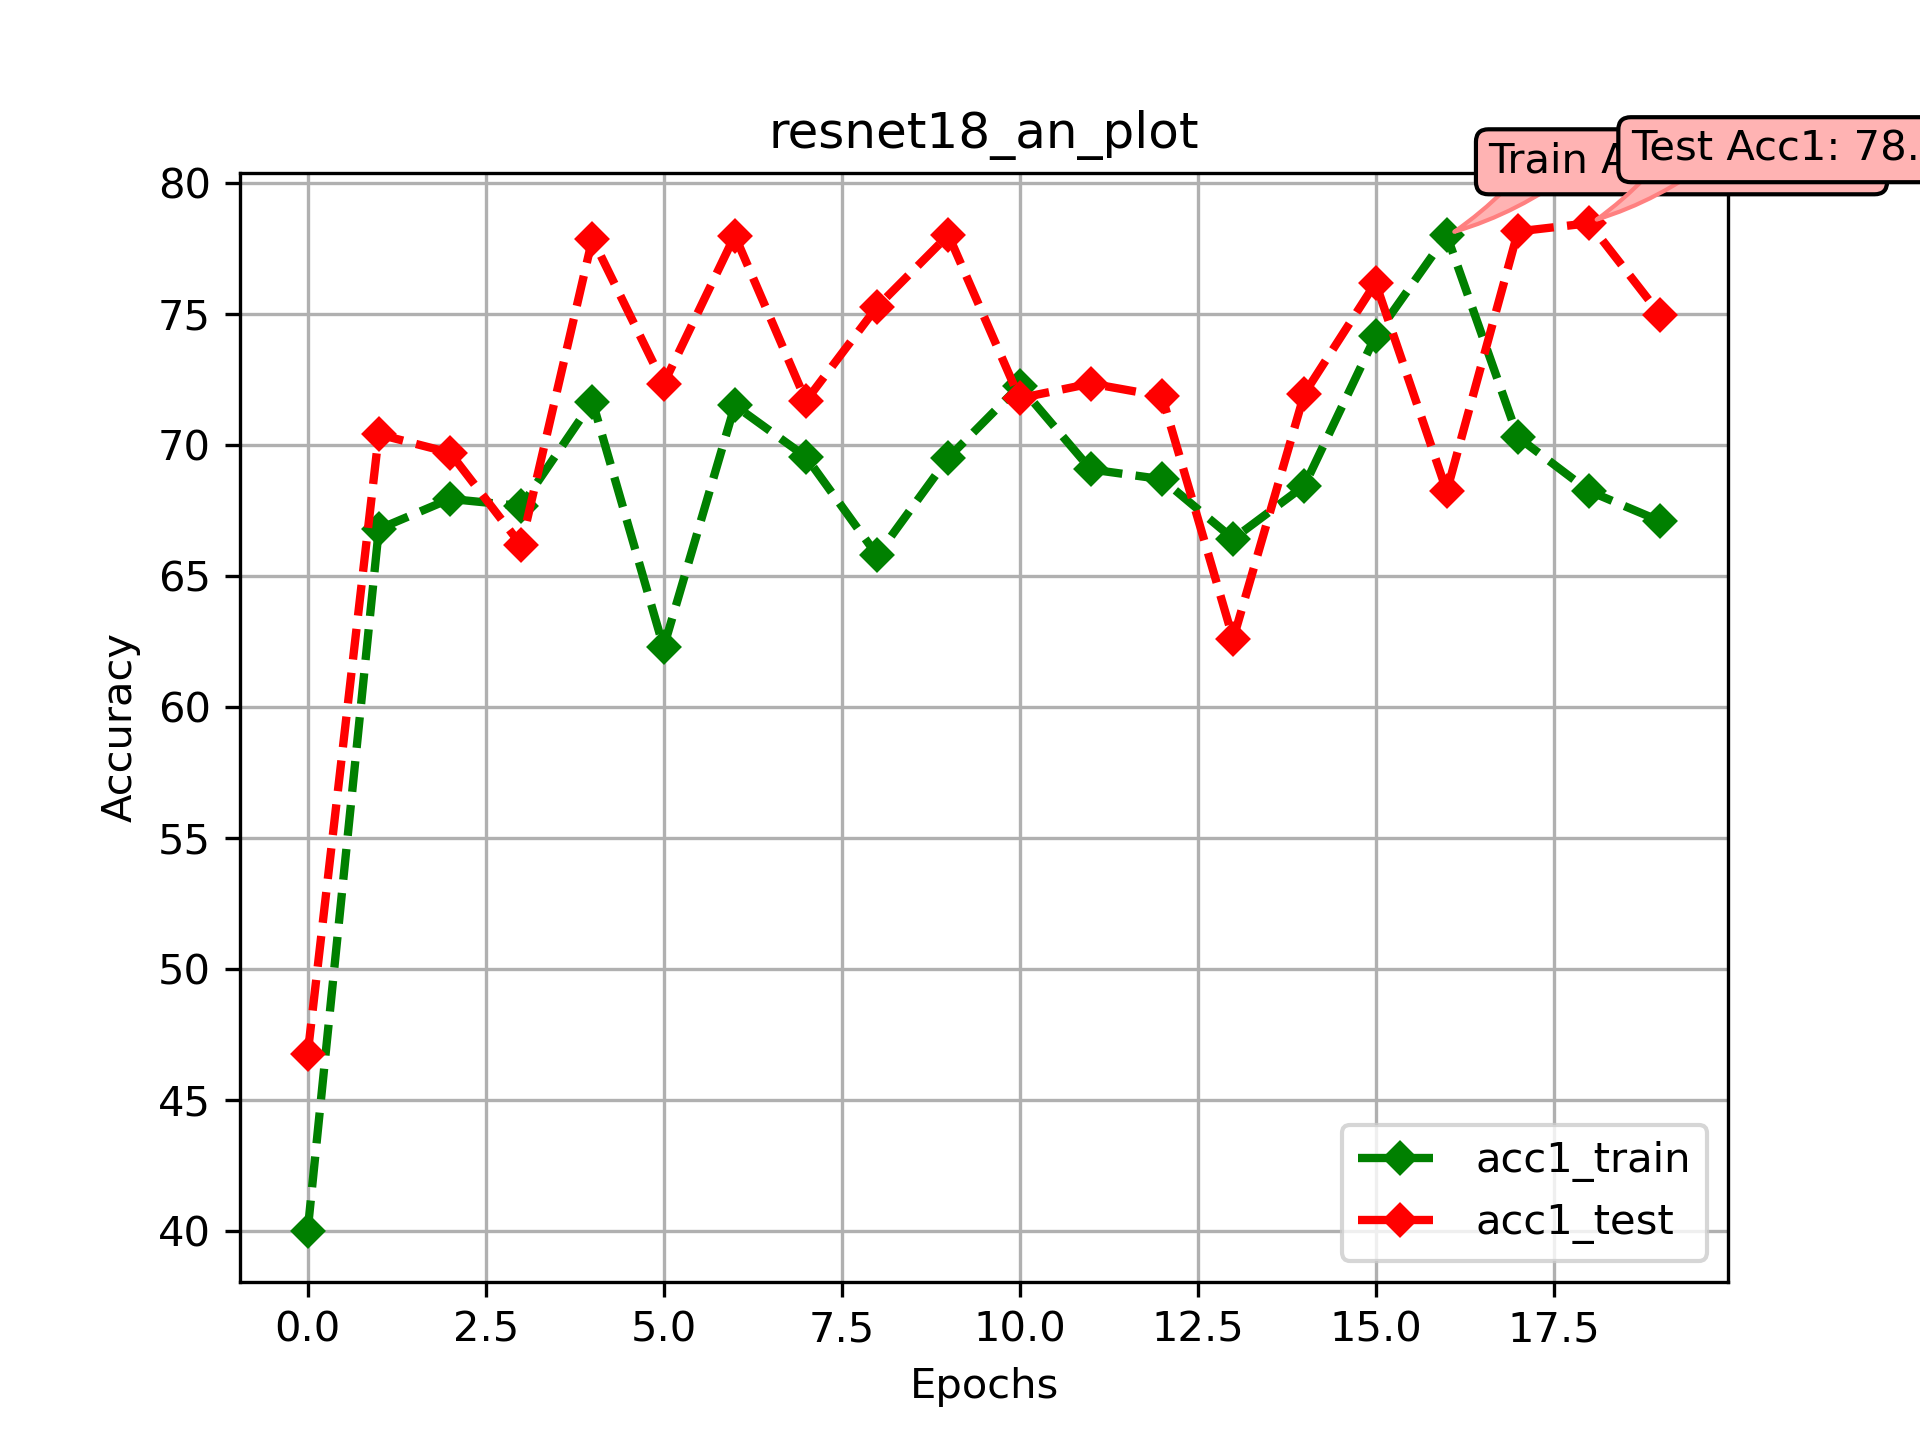 resnet18_an_plot
Train
Test Acc1: 78.
80
75
70
65
60
55
50
45
40
Accuracy
acc1_train
acc1_test
0.0 2.5 5.0 7.5 10.0 12.5 15.0 17.5
Epochs